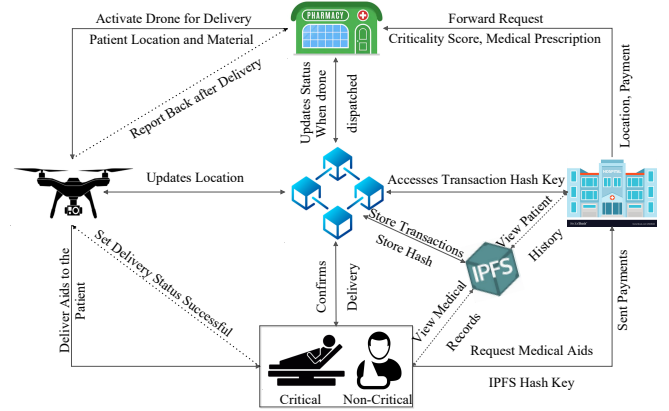 Activate Drone for Delivery
Patient Location and Material
Report Back after Delivery
PHARMACY
Forward Request
Criticality Score, Medical Prescription
Location, Payment
Updates Status
When drone
dispatched
Updates Location
Accesses Transaction Hash Key
HOSPITAL
Store Transactions
Store Hash
IPFS
View Patient
History
Set Delivery Status Successful
Deliver Aids to the
Patient
Confirms
Delivery
View Medical
Records
Sent Payments
Request Medical Aids
IPFS Hash Key
Critical
Non-Critical